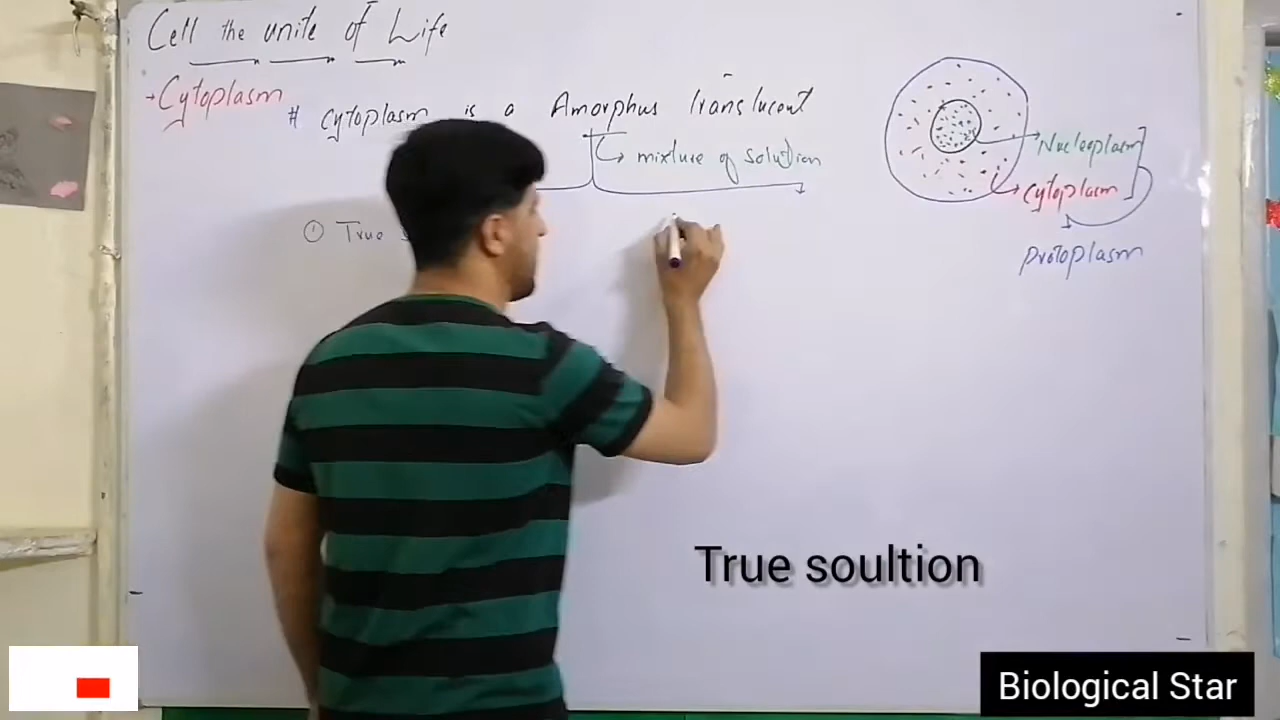 Cell the unite of Life
Cytoplasm
# cytoplasm is a Amorphus translucent
mixture of solution
① True
Nucleoplasm
cytoplasm
protoplasm
True soultion
Biological Star